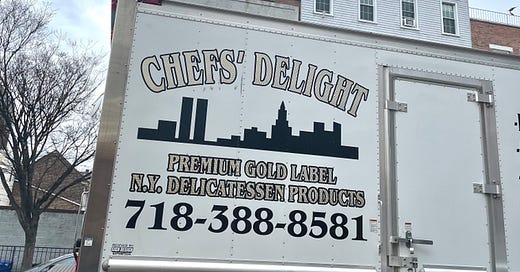 CHEFS' DELIGHT
PREMIUM GOLD LABEL
N.Y. DELICATESSEN PRODUCTS
718-388-8581